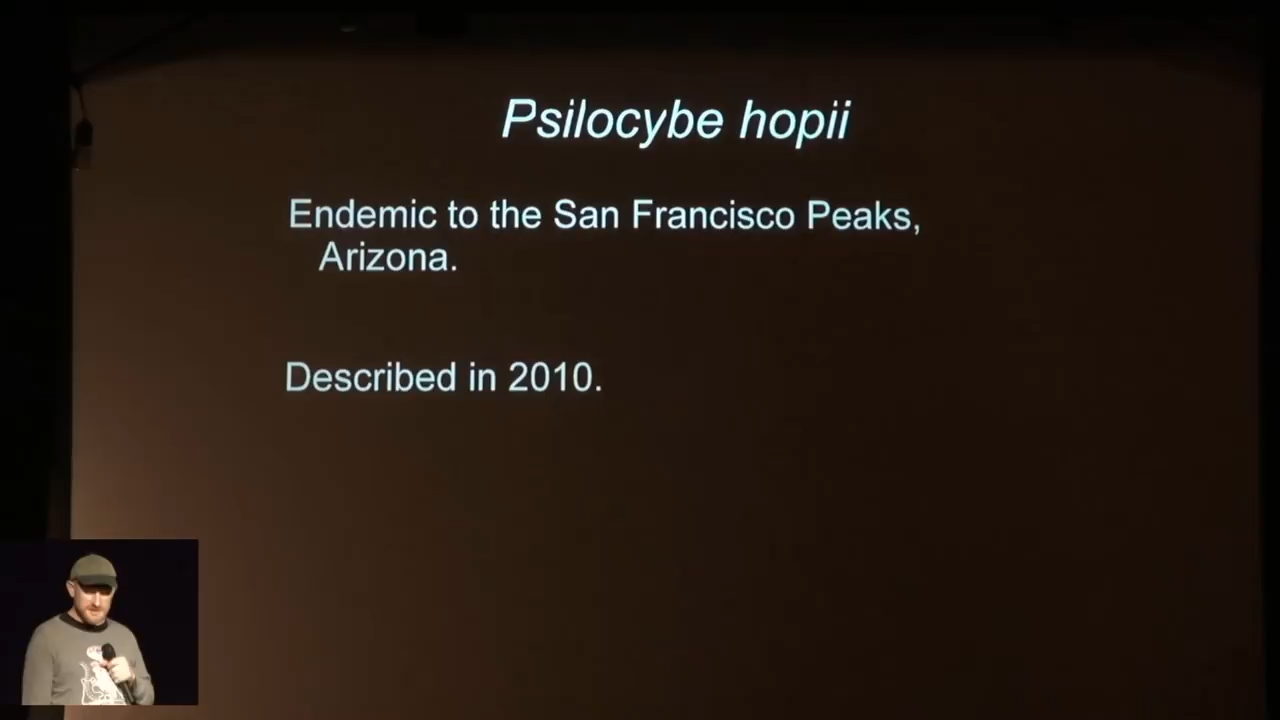 Psilocybe hopii
Endemic to the San Francisco Peaks,
Arizona.
Described in 2010.